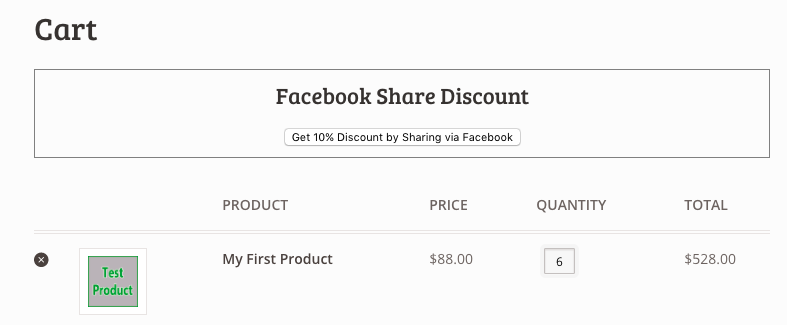 Cart
Facebook Share Discount
Get 10% Discount by Sharing via Facebook
PRODUCT PRICE QUANTITY TOTAL
Test
Product
My First Product $88.00 6 $528.00